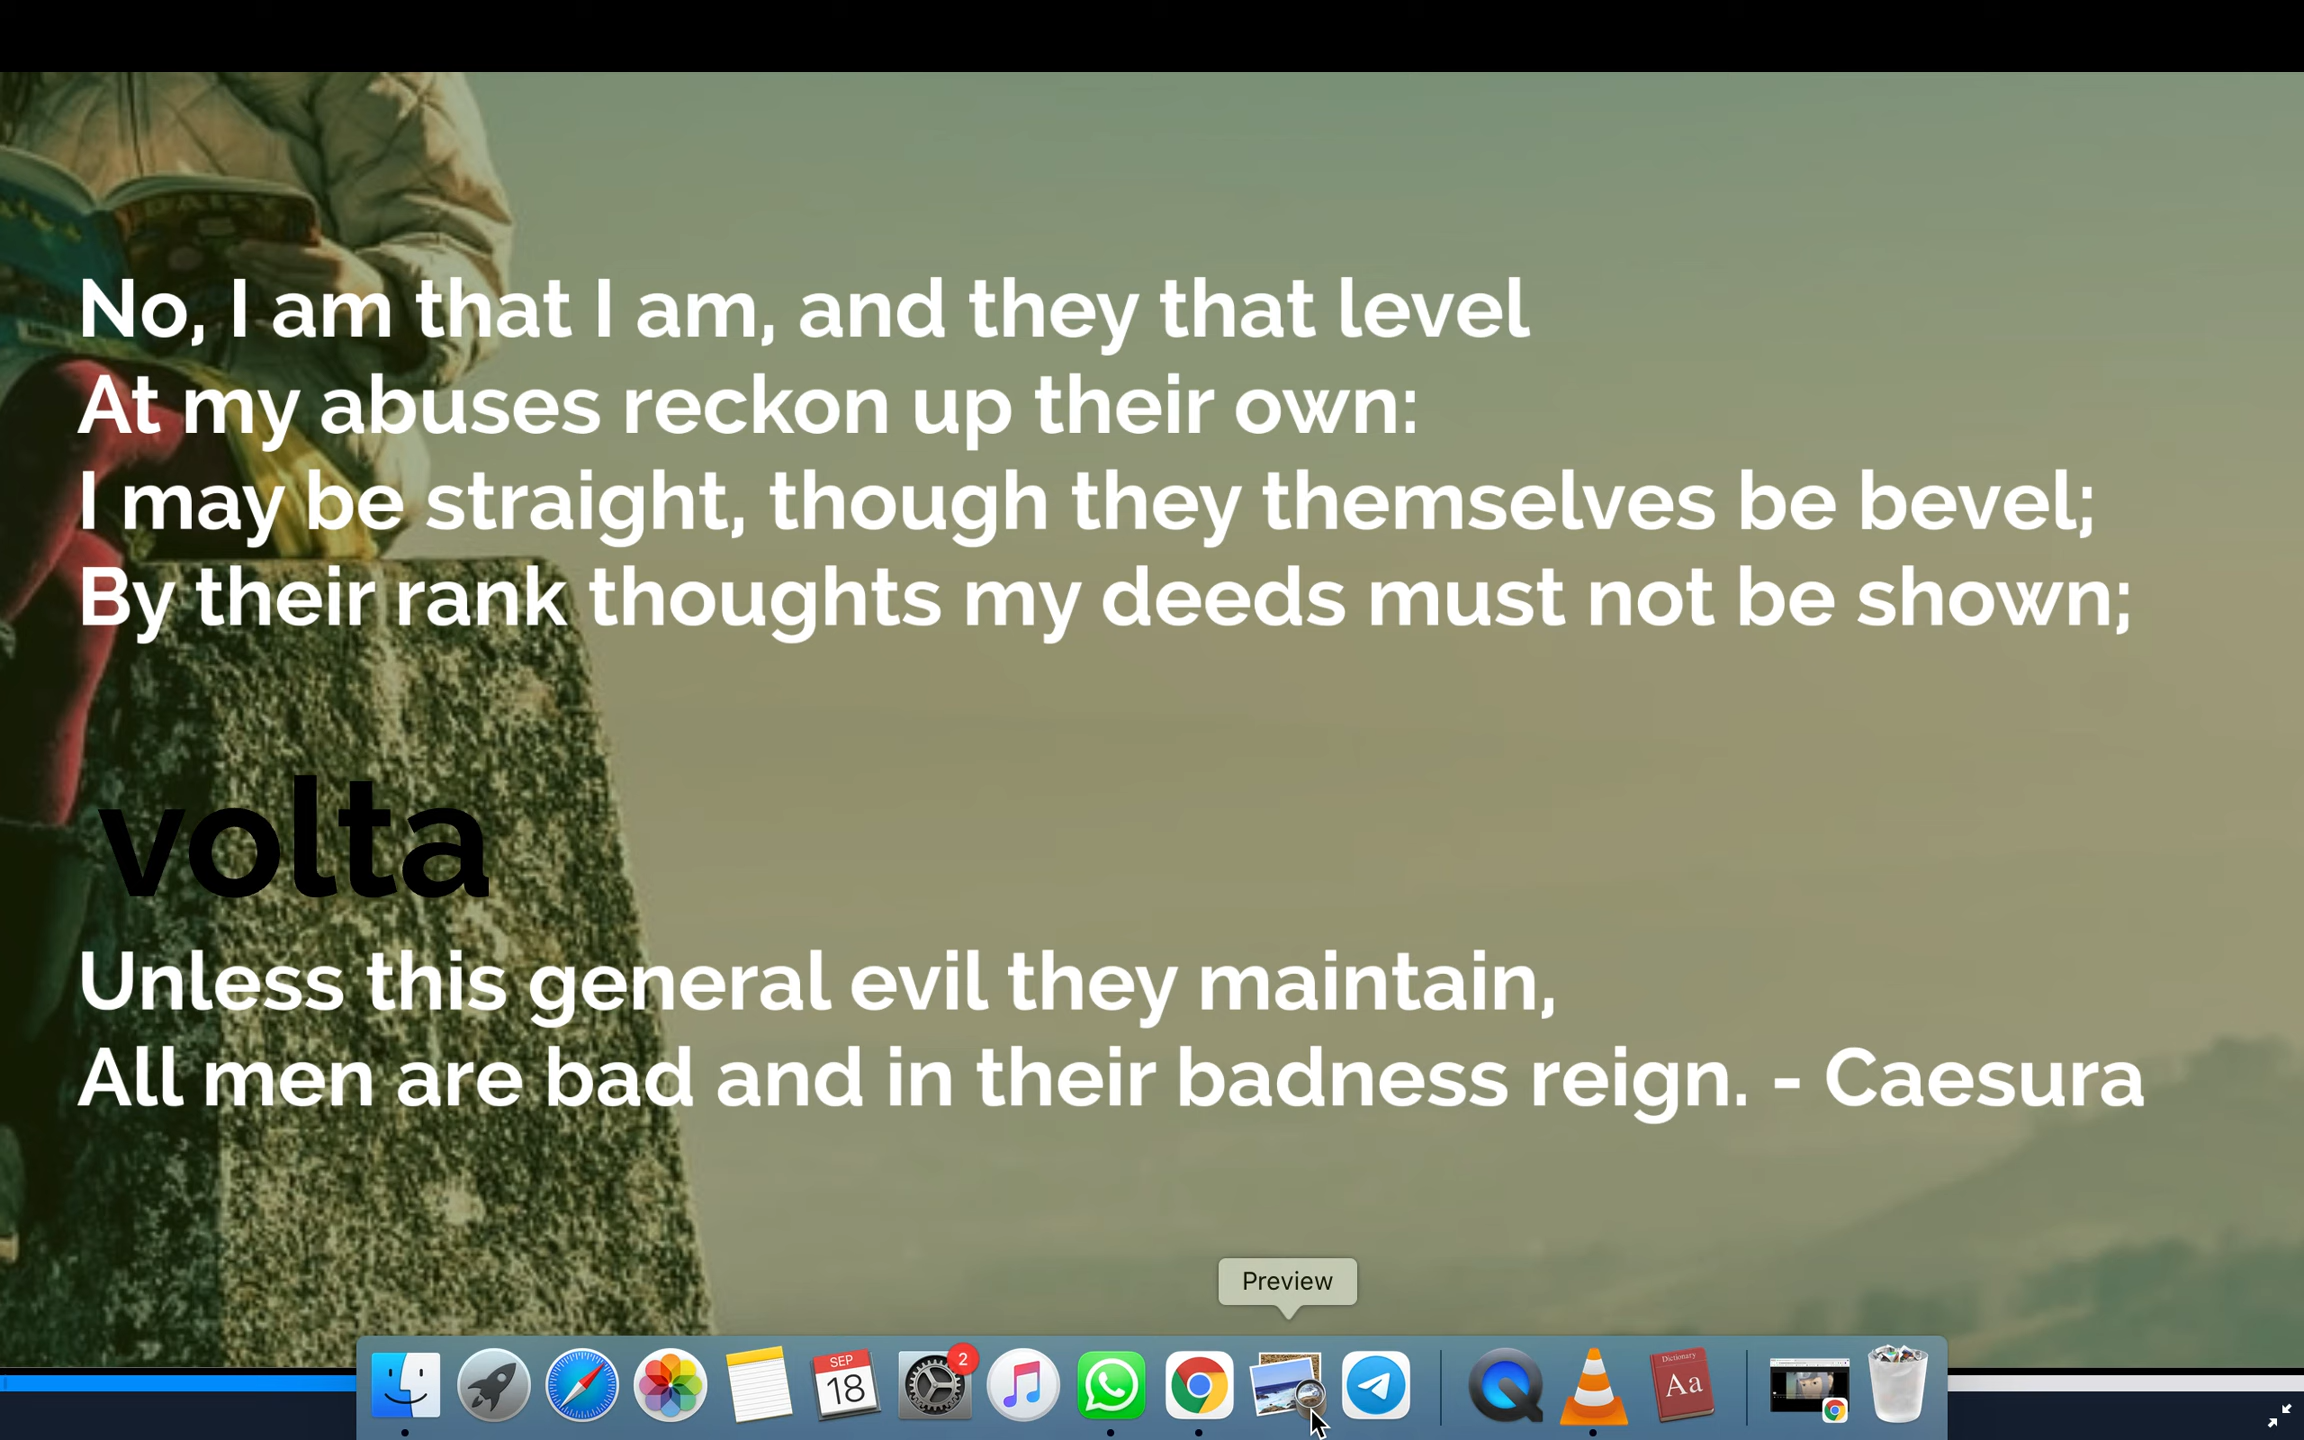 No, I am that I am, and they that level
At my abuses reckon up their own:
I may be straight, though they themselves be bevel;
By their rank thoughts my deeds must not be shown;
volta
Unless this general evil they maintain,
All men are bad and in their badness reign. - Caesura
Preview
SEP
18
2
Dictionary
Aa